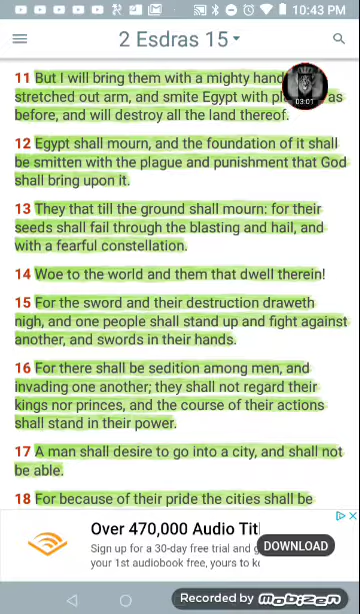 10:43 PM
2 Esdras 15
11 But I will bring them with a mighty hand
stretched out arm, and smite Egypt with as
before, and will destroy all the land thereof.
03:01
12 Egypt shall mourn, and the foundation of it shall
be smitten with the plague and punishment that God
shall bring upon it.
13 They that till the ground shall mourn: for their
seeds shall fail through the blasting and hail, and
with a fearful constellation.
14 Woe to the world and them that dwell therein!
15 For the sword and their destruction draweth
nigh, and one people shall stand up and fight against
another, and swords in their hands.
16 For there shall be sedition among men, and
invading one another; they shall not regard their
kings nor princes, and the course of their actions
shall stand in their power.
17 A man shall desire to go into a city, and shall not
be able.
18 For because of their pride the cities shall be
Over 470,000 Audio Titl
Sign up for a 30-day free trial and
your 1st audiobook free, yours to
DOWNLOAD
Recorded by Mobizen